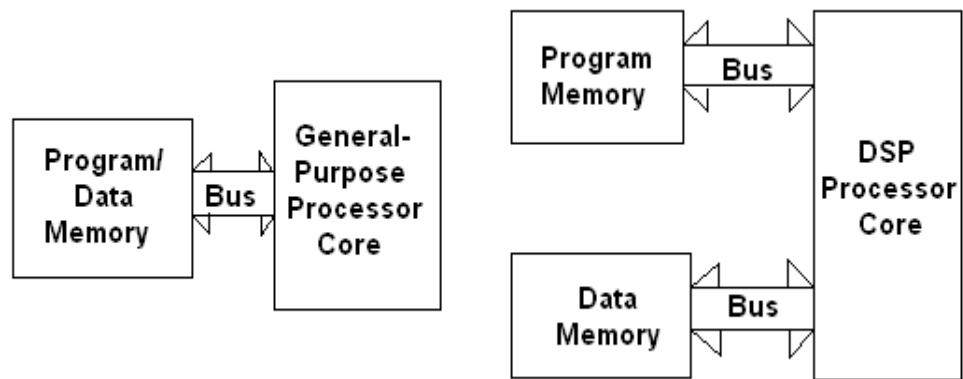 Program/
Data
Memory
Bus
General-
Purpose
Processor
Core
Program
Memory
Bus
Data
Memory
Bus
DSP
Processor
Core